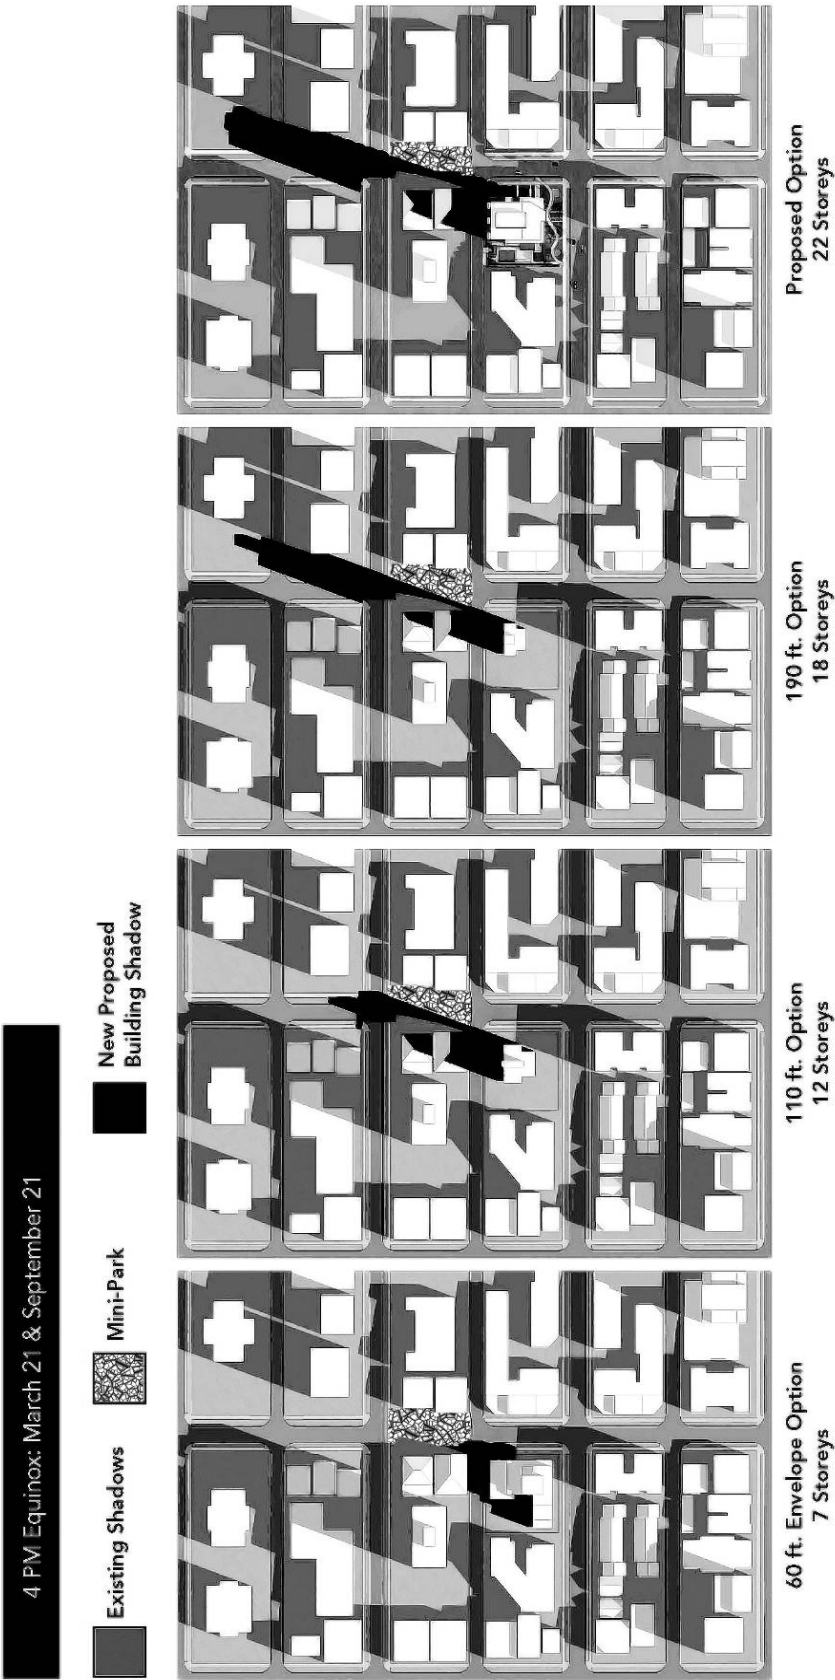 4 PM Equinox: March 21 & September 21
Existing Shadows
Mini-Park
New Proposed
Building Shadow
60 ft. Envelope Option
7 Storeys
110 ft. Option
12 Storeys
190 ft. Option
18 Storeys
Proposed Option
22 Storeys